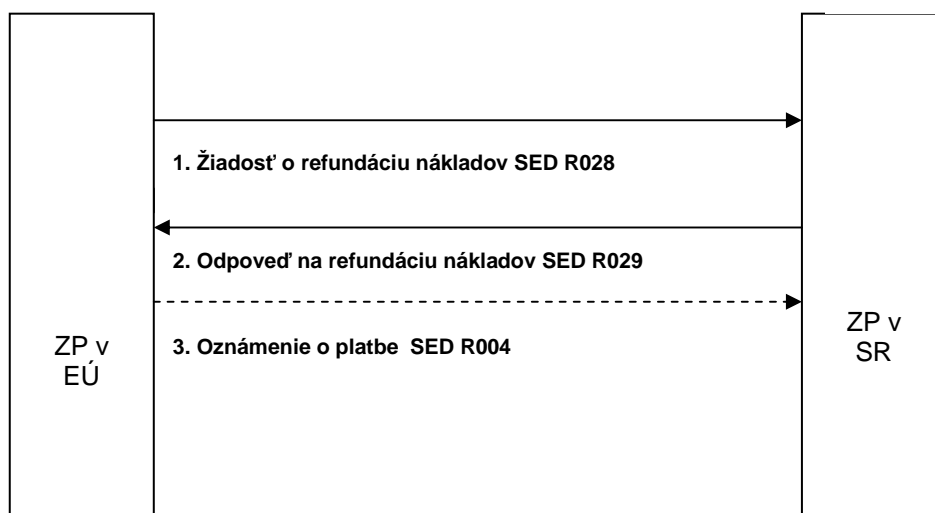 1. Žiadosť o refundáciu nákladov SED R028
2. Odpoveď na refundáciu nákladov SED R029
3. Oznámenie o platbe SED R004
ZP v
EÚ
ZP v
SR